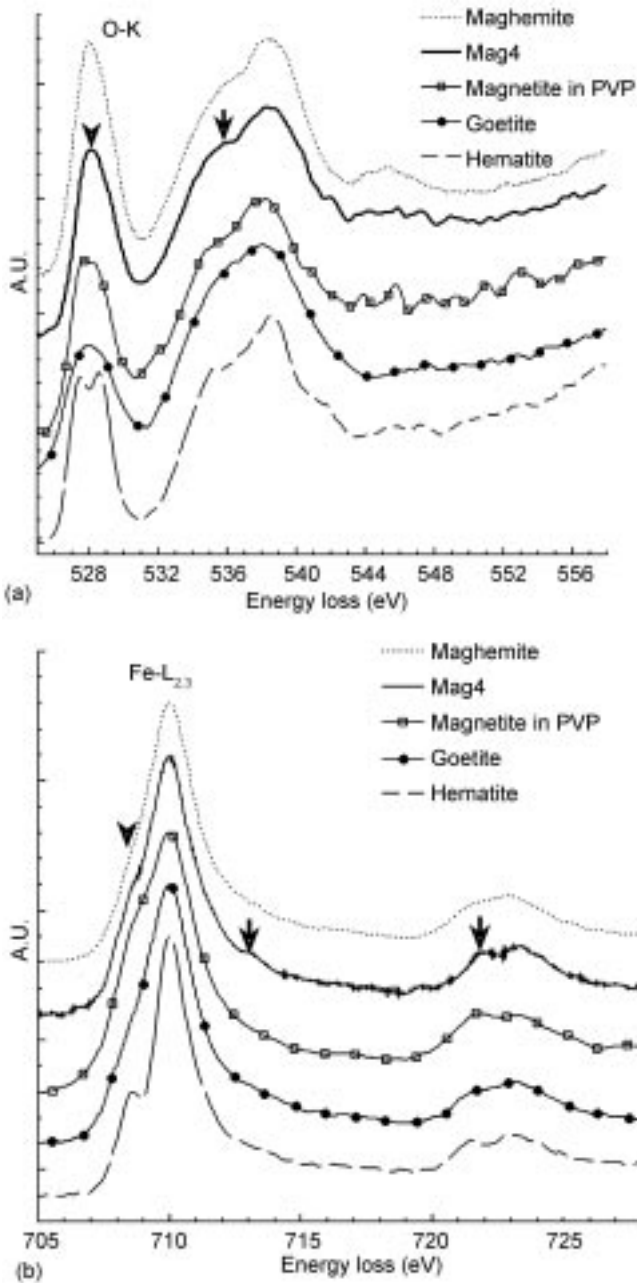 O-K
Maghemite
Mag4
Magnetite in PVP
Goetite
Hematite
A.U.
528 532 536 540 544 548 552 556
(a)
Energy loss (eV)
Fe-L2,3
Maghemite
Mag4
Magnetite in PVP
Goetite
Hematite
A.U.
705 710 715 720 725
(b)
Energy loss (eV)